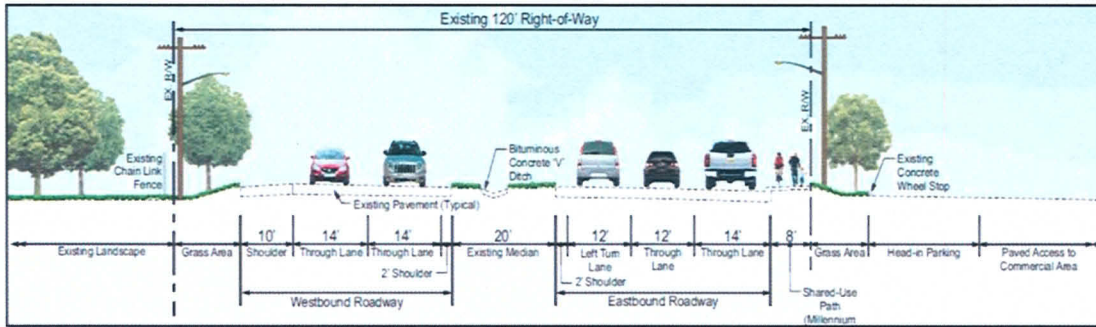 Existing 120' Right-of-Way
EX. R/W
EX. R/W
Existing
Chain Link
Fence
Bituminous
Concrete "V"
Ditch
Existing
Concrete
Wheel Stop
Existing Pavement (Typical)
10' 14' 14' 20' 12' 12' 14' 8'
Existing Landscape Grass Area Shoulder Through Lane Through Lane Existing Median Left Turn Through Through Lane Grass Area Head-in Parking Paved Access to
Lane Lane Commercial Area
2' Shoulder 2' Shoulder
Westbound Roadway Eastbound Roadway
Shared-Use
Path
(Millennium